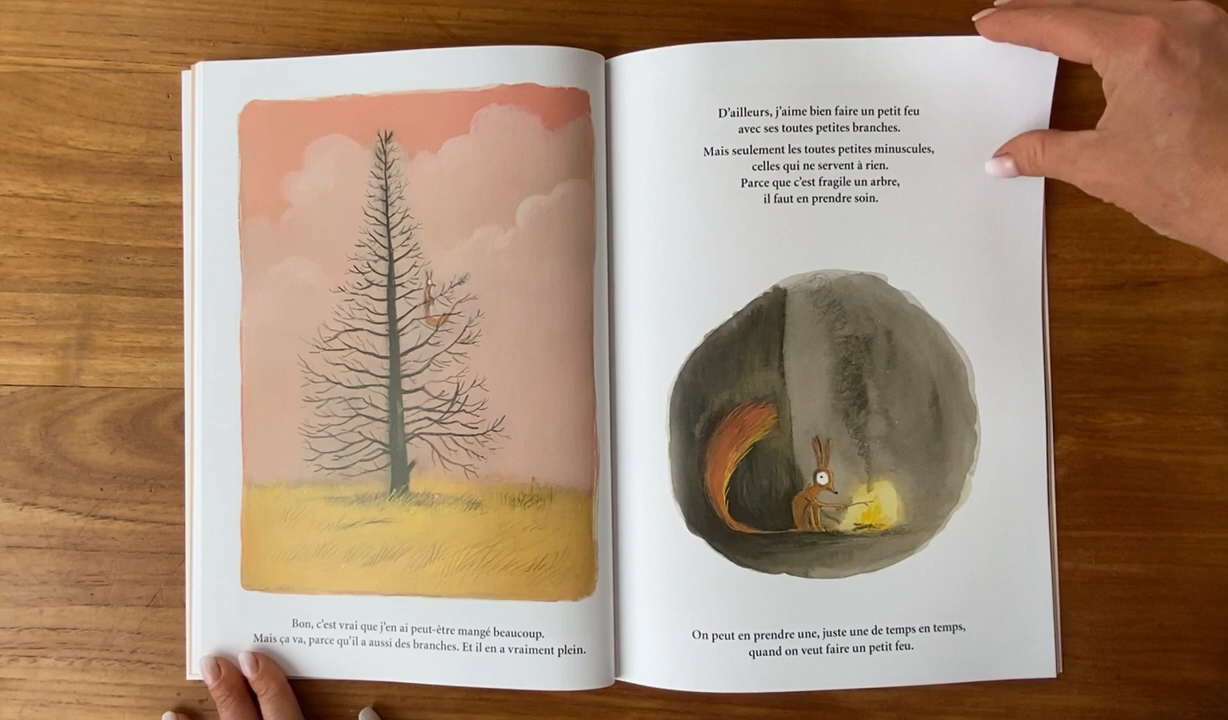 Bon, c'est vrai que j'en ai peut-être mangé beaucoup.
Mais ça va, parce qu'il a aussi des branches. Et il en a vraiment plein.
D'ailleurs, j'aime bien faire un petit feu
avec ses toutes petites branches.
Mais seulement les toutes petites minuscules,
celles qui ne servent à rien.
Parce que c'est fragile un arbre,
il faut en prendre soin.
On peut en prendre une, juste une de temps en temps,
quand on veut faire un petit feu.